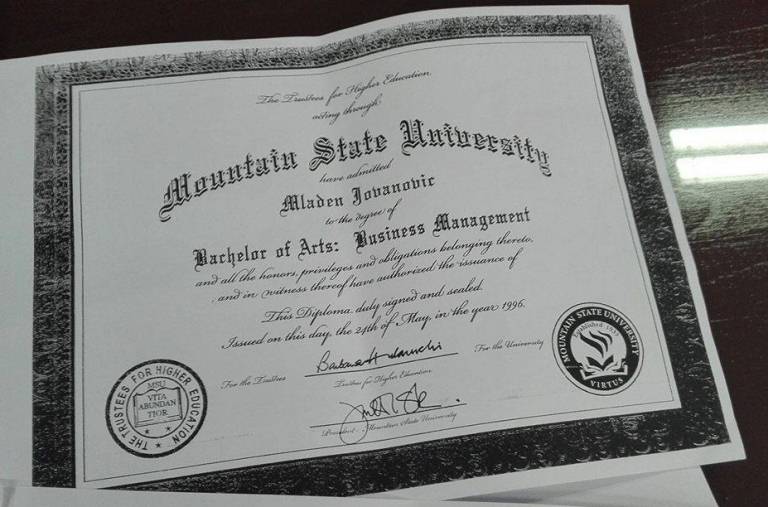 The Trustees for Higher Education
acting through
Mountain State University
have admitted
Mladen Jovanovic
to the degree of
Bachelor of Arts: Business Management
and all the honors, privileges and obligations belonging thereto,
and in witness thereof have authorized the issuance of
This Diploma duly signed and sealed.
Issued on this day, the 24th of May, in the year 1996.
For the Trustees
Trustee for Higher Education
For the University
President - Mountain State University
THE TRUSTEES FOR HIGHER EDUCATION
MSU
VITA
ABUNDAN
TIOR
MOUNTAIN STATE UNIVERSITY
Established
VIRTUS